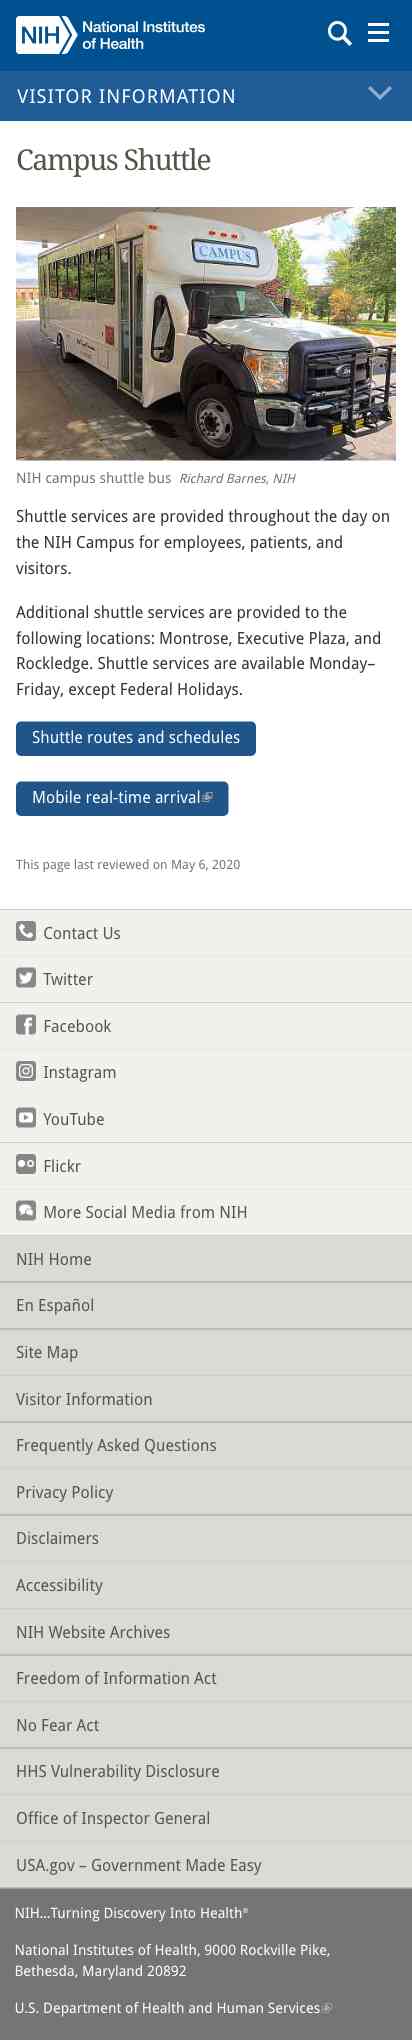 NIH
National Institutes
of Health
VISITOR INFORMATION
Campus Shuttle
CAMPUS
NIH campus shuttle bus Richard Barnes, NIH
Shuttle services are provided throughout the day on
the NIH Campus for employees, patients, and
visitors.
Additional shuttle services are provided to the
following locations: Montrose, Executive Plaza, and
Rockledge. Shuttle services are available Monday–
Friday, except Federal Holidays.
Shuttle routes and schedules
Mobile real-time arrival
This page last reviewed on May 6, 2020
Contact Us
Twitter
Facebook
Instagram
YouTube
Flickr
More Social Media from NIH
NIH Home
En Español
Site Map
Visitor Information
Frequently Asked Questions
Privacy Policy
Disclaimers
Accessibility
NIH Website Archives
Freedom of Information Act
No Fear Act
HHS Vulnerability Disclosure
Office of Inspector General
USA.gov – Government Made Easy
NIH…Turning Discovery Into Health®
National Institutes of Health, 9000 Rockville Pike,
Bethesda, Maryland 20892
U.S. Department of Health and Human Services